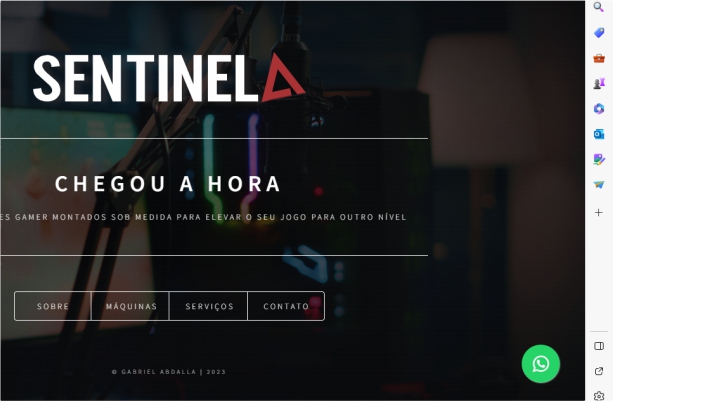 SENTINELA
CHEGOU A HORA
ES GAMER MONTADOS SOB MEDIDA PARA ELEVAR O SEU JOGO PARA OUTRO NÍVEL
SOBRE
MÁQUINAS
SERVIÇOS
CONTATO
© GABRIEL ABDALLA | 2023